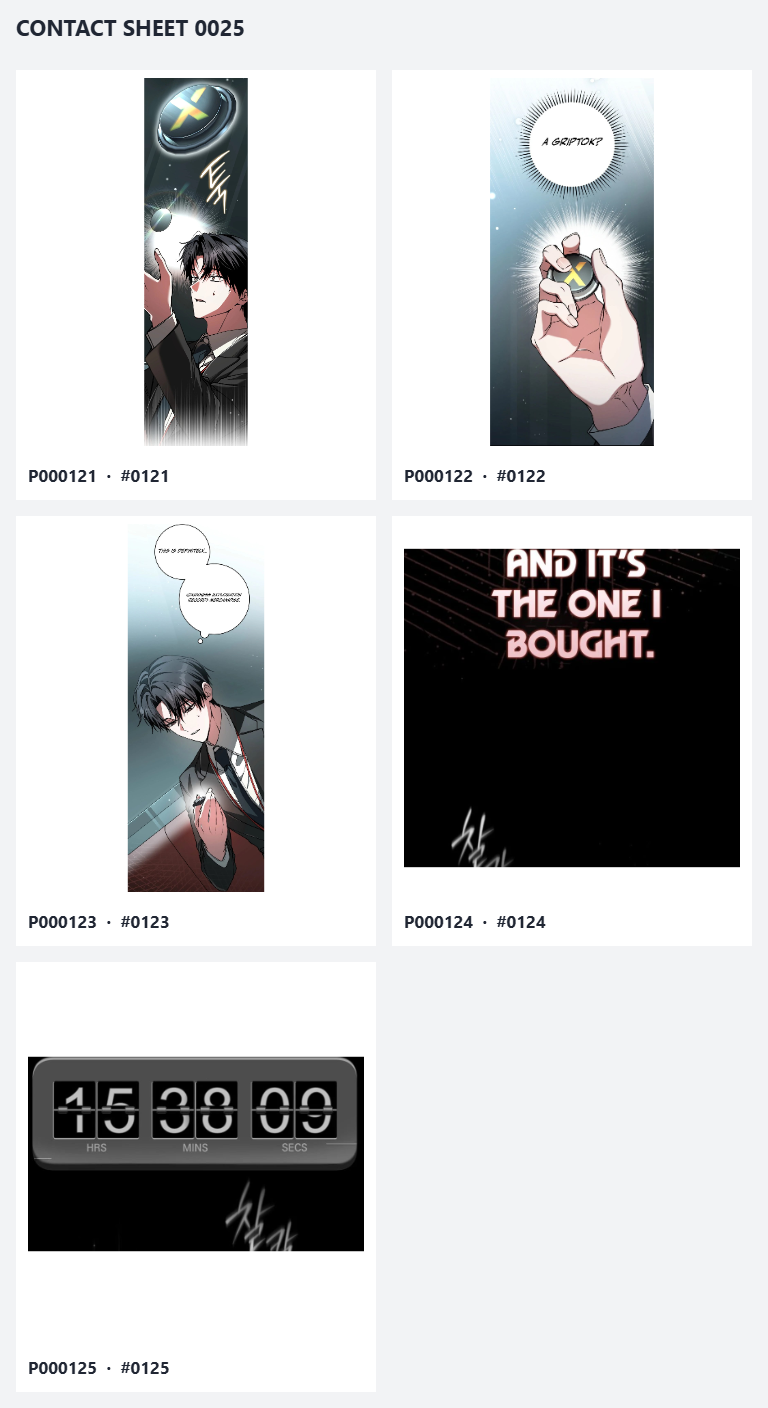 CONTACT SHEET 0025
툭
P000121 · #0121
A GRIPTOK?
P000122 · #0122
THIS IS DEFINITELY...
P000123 · #0123
AND IT'S
THE ONE I
BOUGHT.
찰칵
P000124 · #0124
15 38 09
HRS MINS SECS
찰칵
P000125 · #0125